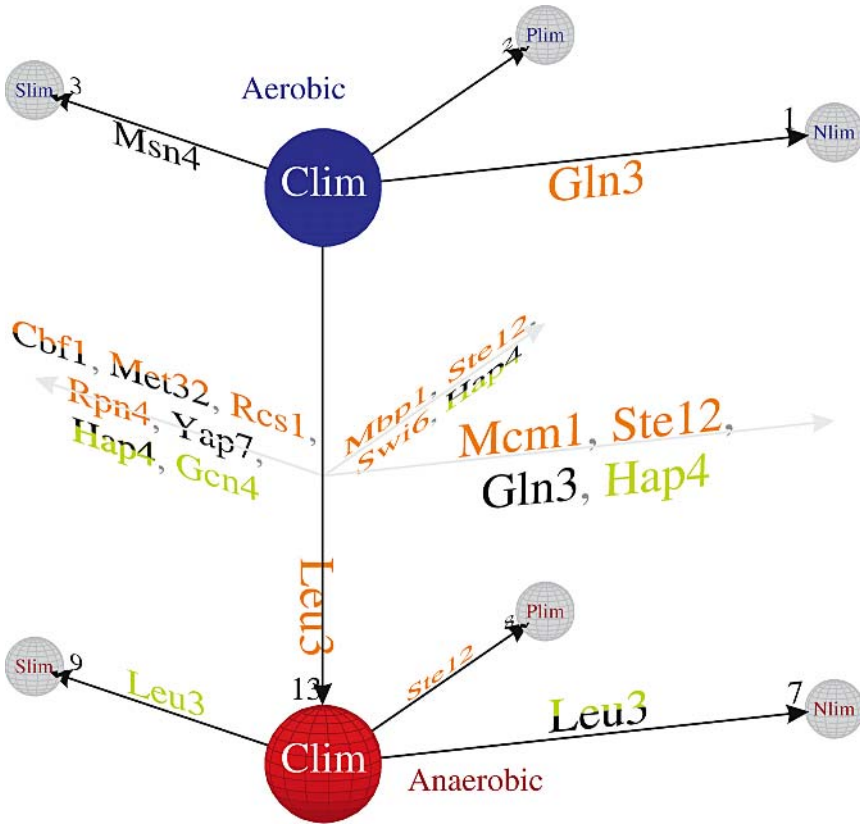 Plim
2
Slim
3
Aerobic
Msn4
1
Nlim
Clim
Gln3
Cbf1, Met32, Rcs1,
Rpn4, Yap7,
Hap4, Gcn4
Mbp1, Ste12,
Swi6, Hap4
Mcm1, Ste12,
Gln3, Hap4
Leu3
Plim
Slim
9
Leu3
13
Ste12
7
Nlim
Leu3
Clim
Anaerobic